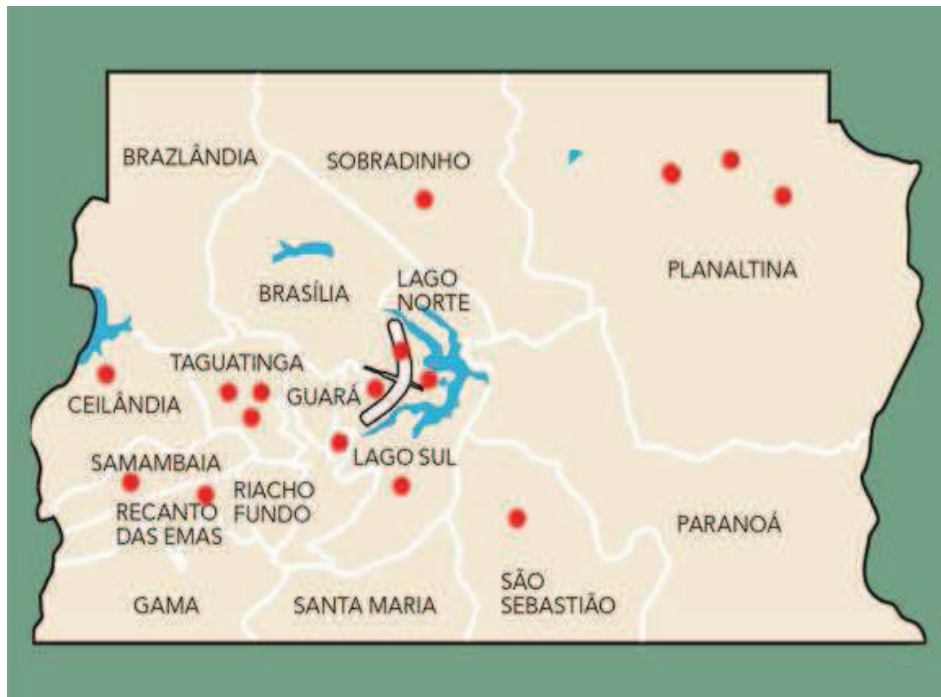 BRAZLÂNDIA
SOBRADINHO
PLANALTINA
BRASÍLIA
LAGO
NORTE
TAGUATINGA
GUARÁ
CEILÂNDIA
LAGO SUL
SAMAMBAIA
RIACHO
FUNDO
RECANTO
DAS EMAS
PARANOÁ
GAMA
SANTA MARIA
SÃO
SEBASTIÃO